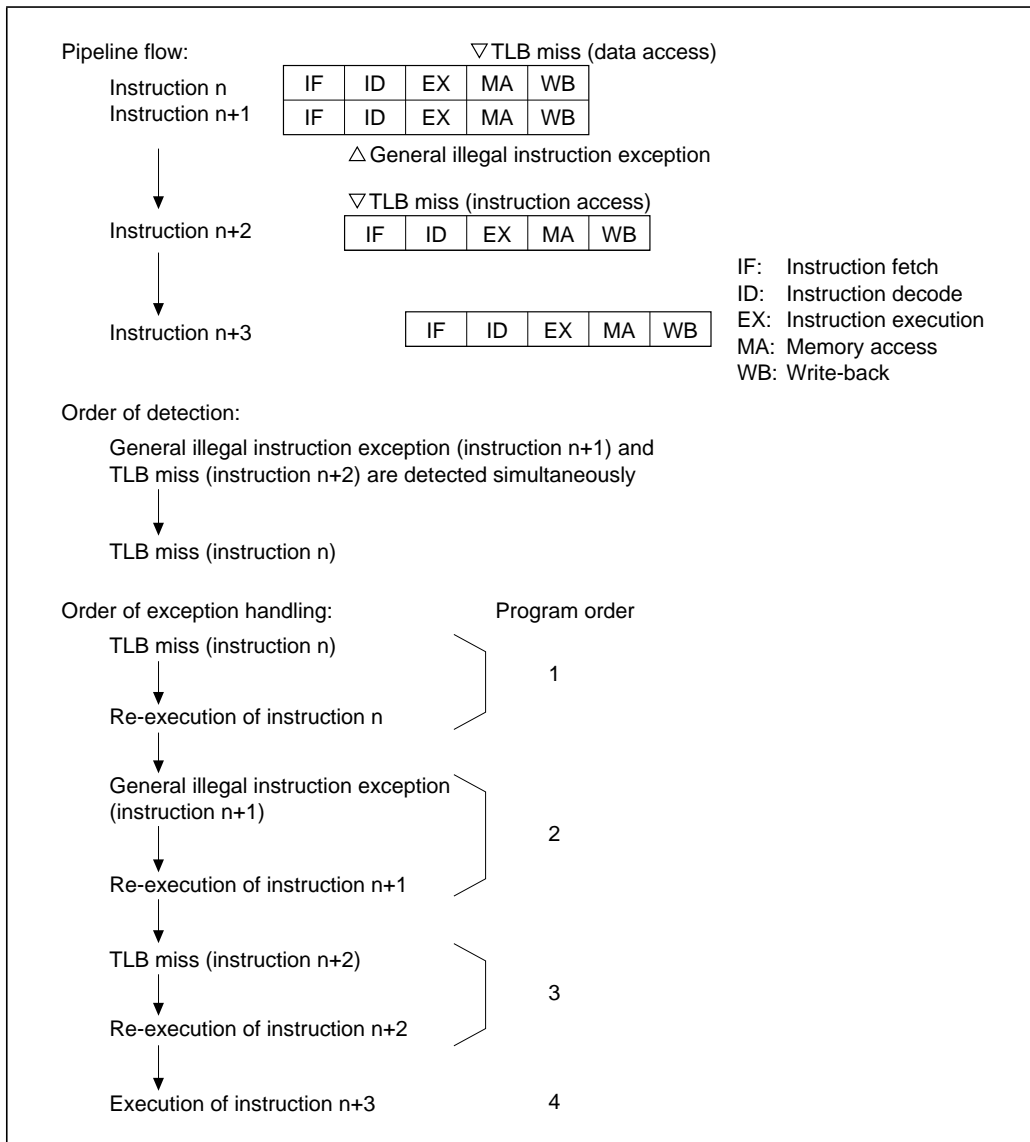 Pipeline flow:
▽TLB miss (data access)
Instruction n
IF ID EX MA WB
Instruction n+1
IF ID EX MA WB
△General illegal instruction exception
▽TLB miss (instruction access)
Instruction n+2
IF ID EX MA WB
Instruction n+3
IF ID EX MA WB
IF: Instruction fetch
ID: Instruction decode
EX: Instruction execution
MA: Memory access
WB: Write-back
Order of detection:
General illegal instruction exception (instruction n+1) and
TLB miss (instruction n+2) are detected simultaneously
TLB miss (instruction n)
Order of exception handling:
Program order
TLB miss (instruction n)
1
Re-execution of instruction n
General illegal instruction exception
(instruction n+1)
2
Re-execution of instruction n+1
TLB miss (instruction n+2)
3
Re-execution of instruction n+2
Execution of instruction n+3
4